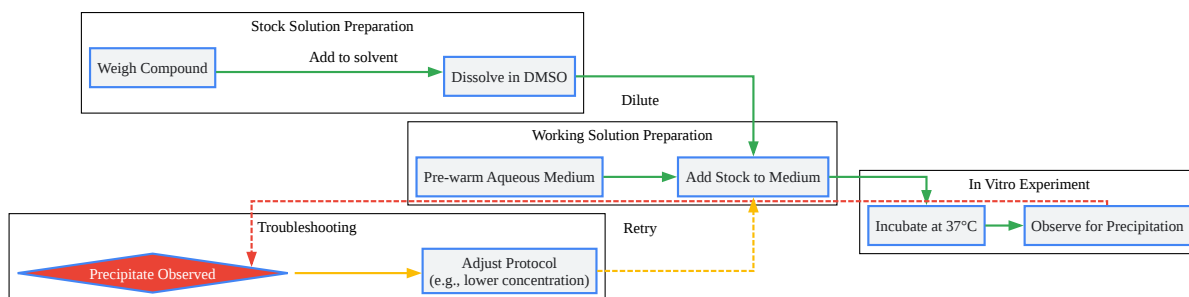 Stock Solution Preparation
Weigh Compound
Add to solvent
Dissolve in DMSO
Dilute
Working Solution Preparation
Pre-warm Aqueous Medium
Add Stock to Medium
In Vitro Experiment
Incubate at 37°C
Observe for Precipitation
Troubleshooting
Retry
Precipitate Observed
Adjust Protocol
(e.g., lower concentration)